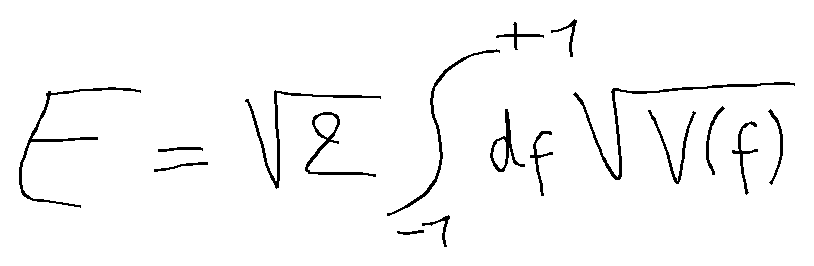 E = √2 ∫_{-1}^{+1} df √V(f)